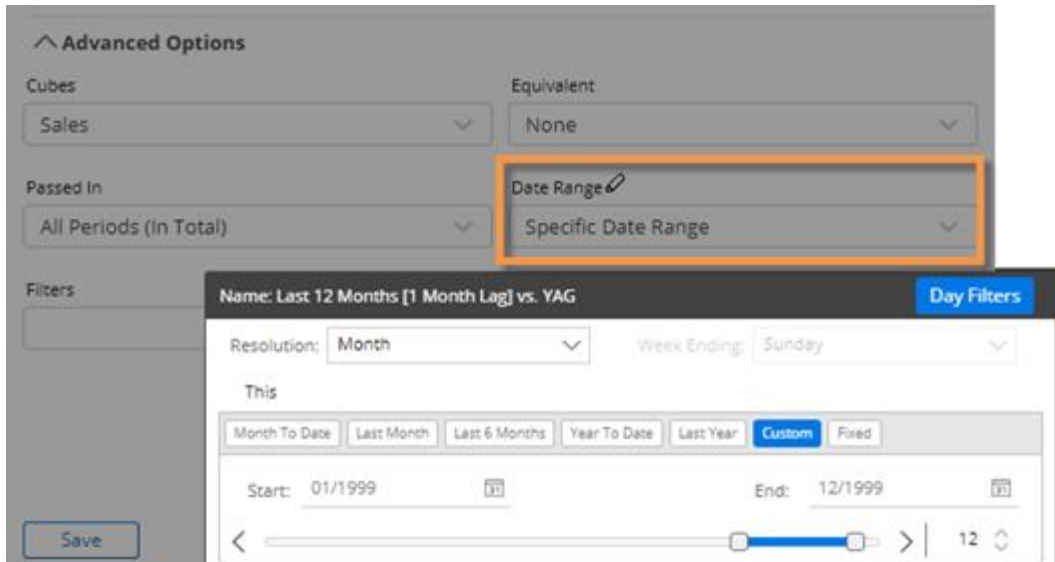 Advanced Options
Cubes
Equivalent
Sales
None
Passed In
Date Range
All Periods (In Total)
Specific Date Range
Filters
Name: Last 12 Months [1 Month Lag] vs. YAG
Day Filters
Resolution: Month
Week Ending: Sunday
This
Month To Date Last Month Last 6 Months Year To Date Last Year Custom Fixed
Start: 01/1999 31
End: 12/1999 31
Save
12